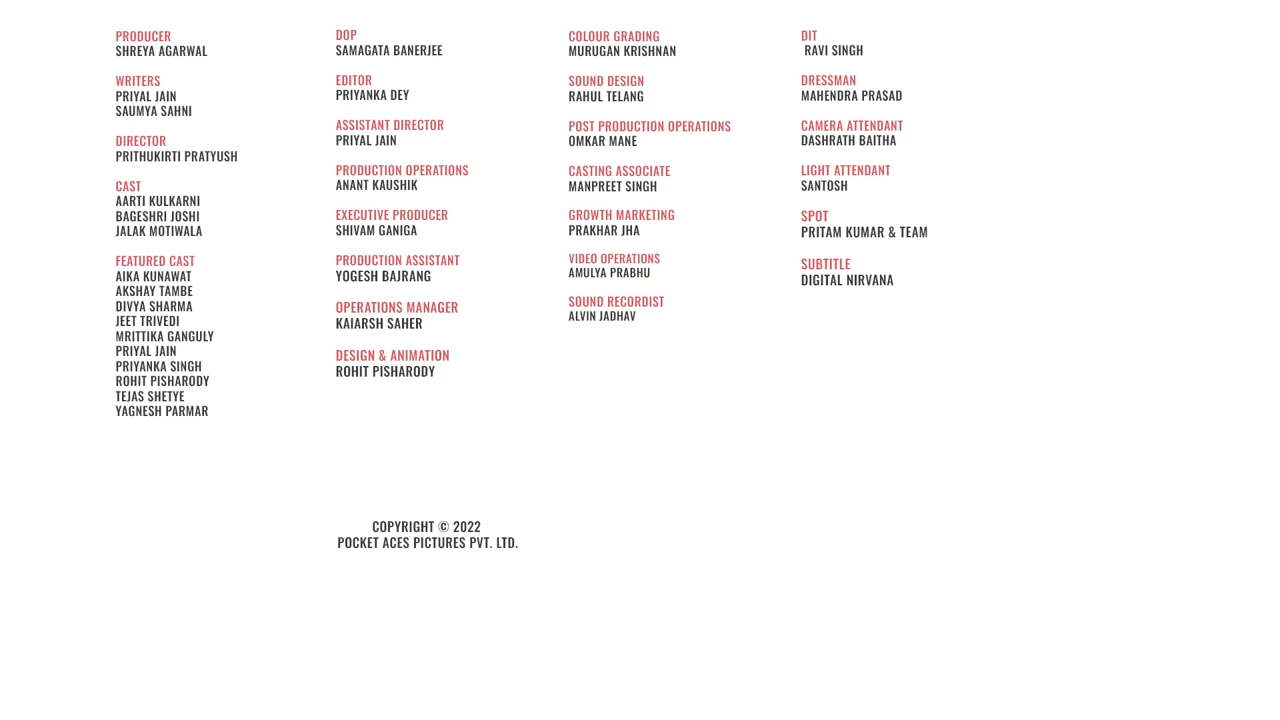 PRODUCER
SHREYA AGARWAL
WRITERS
PRIYAL JAIN
SAUMYA SAHNI
DIRECTOR
PRITHUKIRTI PRATYUSH
CAST
AARTI KULKARNI
BAGESHRI JOSHI
JALAK MOTIWALA
FEATURED CAST
AIKA KUNAWAT
AKSHAY TAMBE
DIVYA SHARMA
JEET TRIVEDI
MRITTIKA GANGULY
PRIYAL JAIN
PRIYANKA SINGH
ROHIT PISHARODY
TEJAS SHETYE
YAGNESH PARMAR
DOP
SAMAGATA BANERJEE
EDITOR
PRIYANKA DEY
ASSISTANT DIRECTOR
PRIYAL JAIN
PRODUCTION OPERATIONS
ANANT KAUSHIK
EXECUTIVE PRODUCER
SHIVAM GANIGA
PRODUCTION ASSISTANT
YOGESH BAJRANG
OPERATIONS MANAGER
KAIARSH SAHER
DESIGN & ANIMATION
ROHIT PISHARODY
COLOUR GRADING
MURUGAN KRISHNAN
SOUND DESIGN
RAHUL TELANG
POST PRODUCTION OPERATIONS
OMKAR MANE
CASTING ASSOCIATE
MANPREET SINGH
GROWTH MARKETING
PRAKHAR JHA
VIDEO OPERATIONS
AMULYA PRABHU
SOUND RECORDIST
ALVIN JADHAV
DIT
RAVI SINGH
DRESSMAN
MAHENDRA PRASAD
CAMERA ATTENDANT
DASHRATH BAITHA
LIGHT ATTENDANT
SANTOSH
SPOT
PRITAM KUMAR & TEAM
SUBTITLE
DIGITAL NIRVANA
COPYRIGHT © 2022
POCKET ACES PICTURES PVT. LTD.